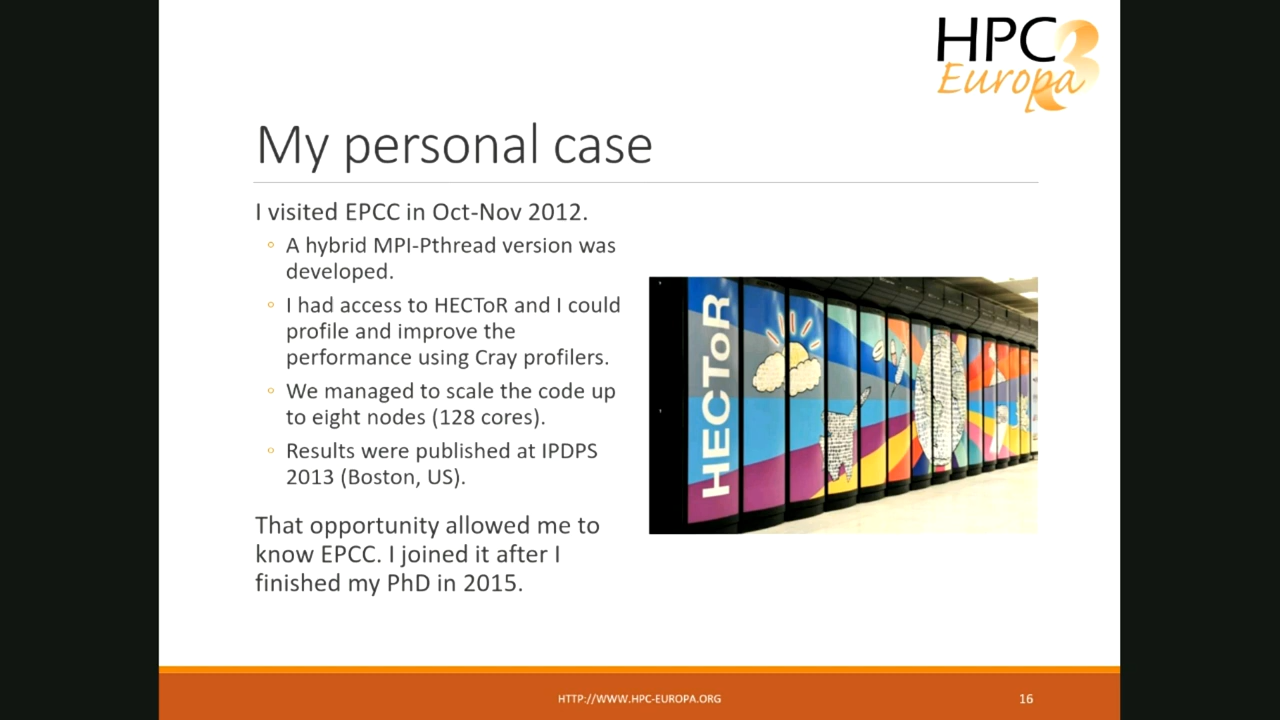 HPC3
Europa
My personal case
I visited EPCC in Oct-Nov 2012.
◦ A hybrid MPI-Pthread version was
developed.
◦ I had access to HECToR and I could
profile and improve the
performance using Cray profilers.
◦ We managed to scale the code up
to eight nodes (128 cores).
◦ Results were published at IPDPS
2013 (Boston, US).
That opportunity allowed me to
know EPCC. I joined it after I
finished my PhD in 2015.
HECToR
HTTP://WWW.HPC-EUROPA.ORG
16